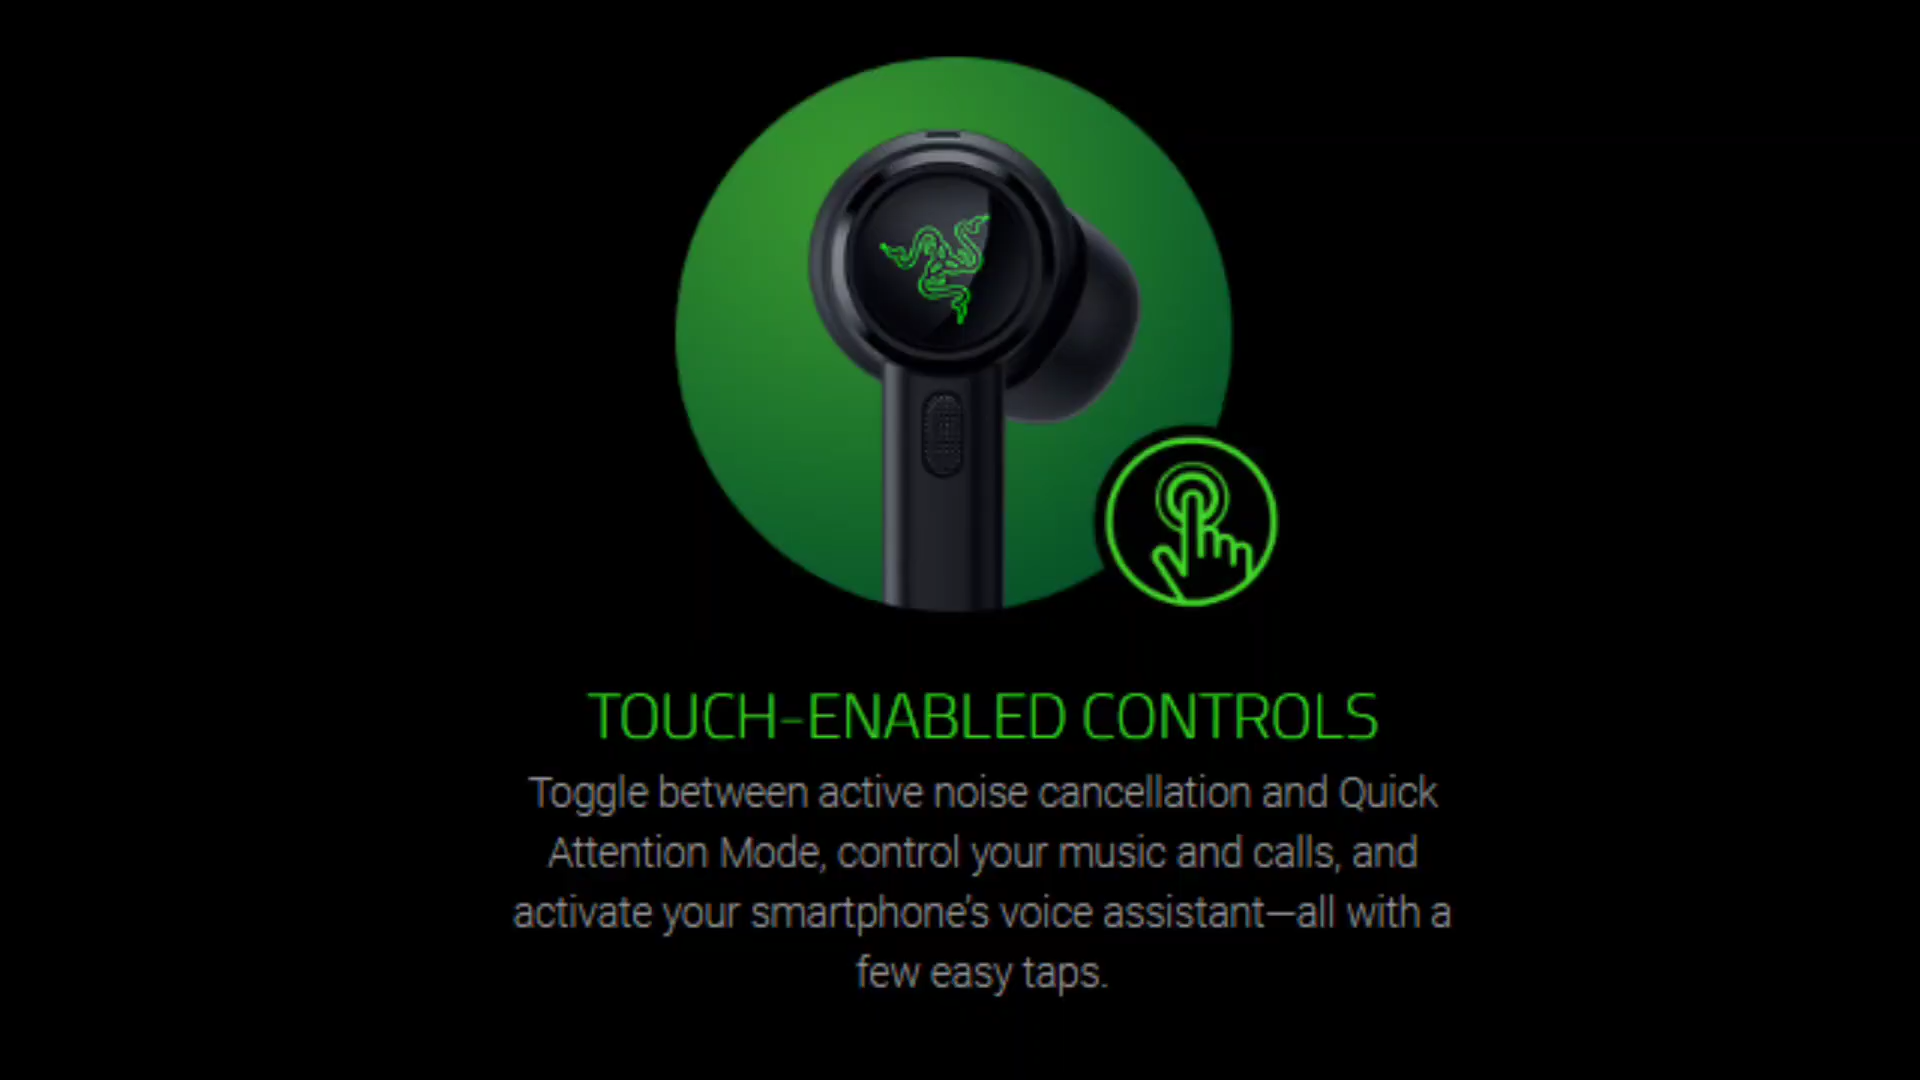 TOUCH-ENABLED CONTROLS
Toggle between active noise cancellation and Quick
Attention Mode, control your music and calls, and
activate your smartphone’s voice assistant—all with a
few easy taps.